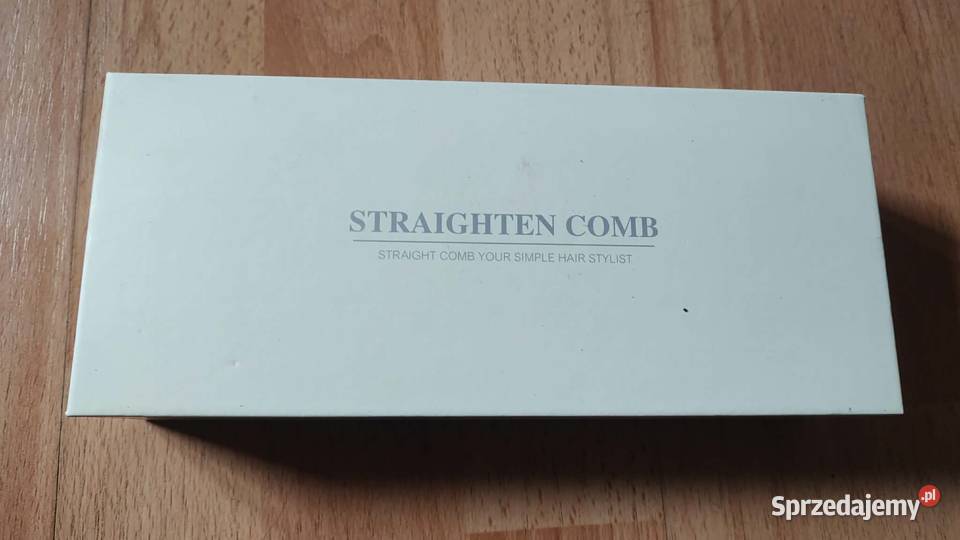 STRAIGHTEN COMB
STRAIGHT COMB YOUR SIMPLE HAIR STYLIST
Sprzedajemy.pl